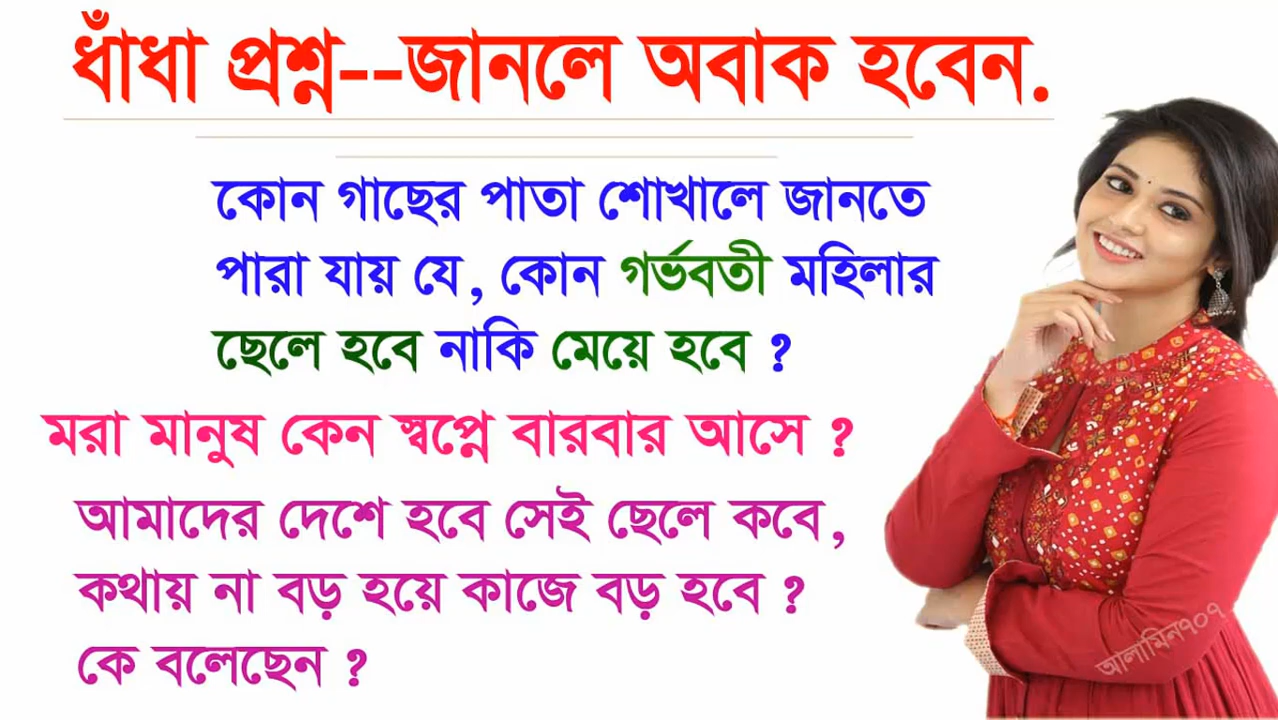 ধাঁধা প্রশ্ন--জানলে অবাক হবেন.
কোন গাছের পাতা শোখালে জানতে
পারা যায় যে, কোন গর্ভবতী মহিলার
ছেলে হবে নাকি মেয়ে হবে ?
মরা মানুষ কেন স্বপ্নে বারবার আসে ?
আমাদের দেশে হবে সেই ছেলে কবে,
কথায় না বড় হয়ে কাজে বড় হবে ?
কে বলেছেন ?
আলামিন৭০৭